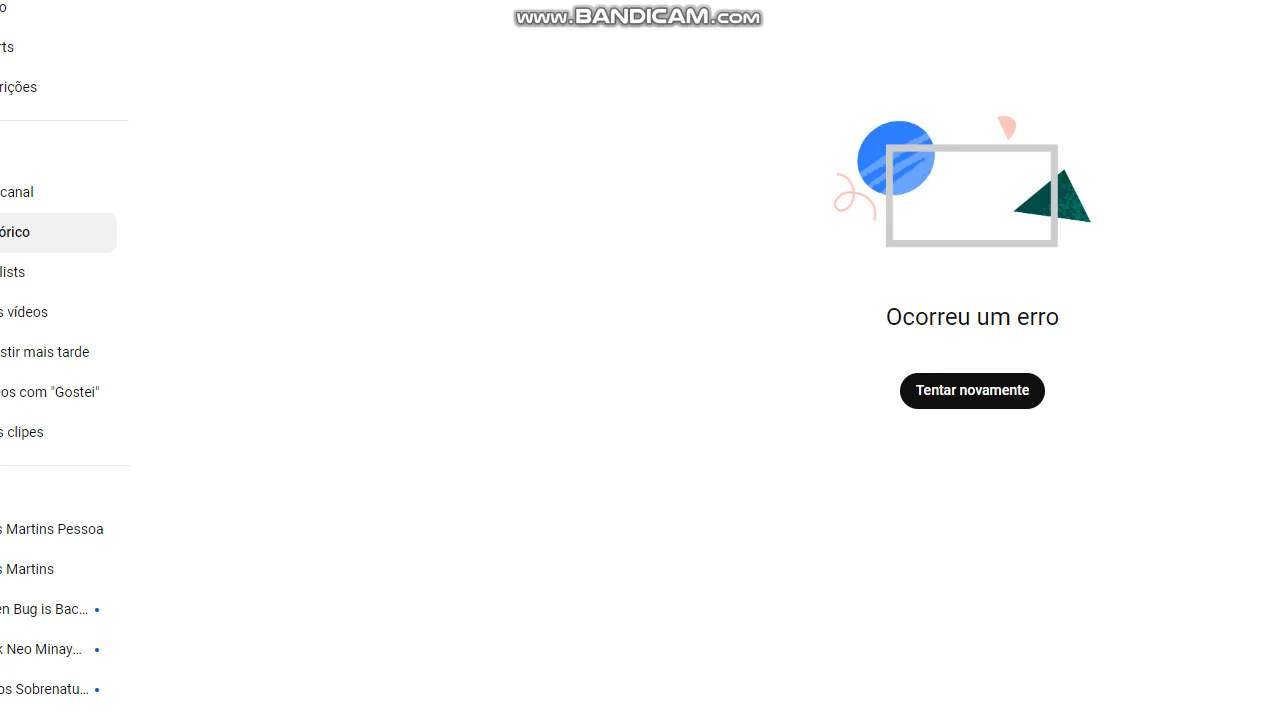 www.BANDICAM.com
o
rts
rições
canal
órico
lists
s vídeos
stir mais tarde
os com "Gostei"
s clipes
s Martins Pessoa
s Martins
en Bug is Bac...
k Neo Minay...
os Sobrenatu...
Ocorreu um erro
Tentar novamente